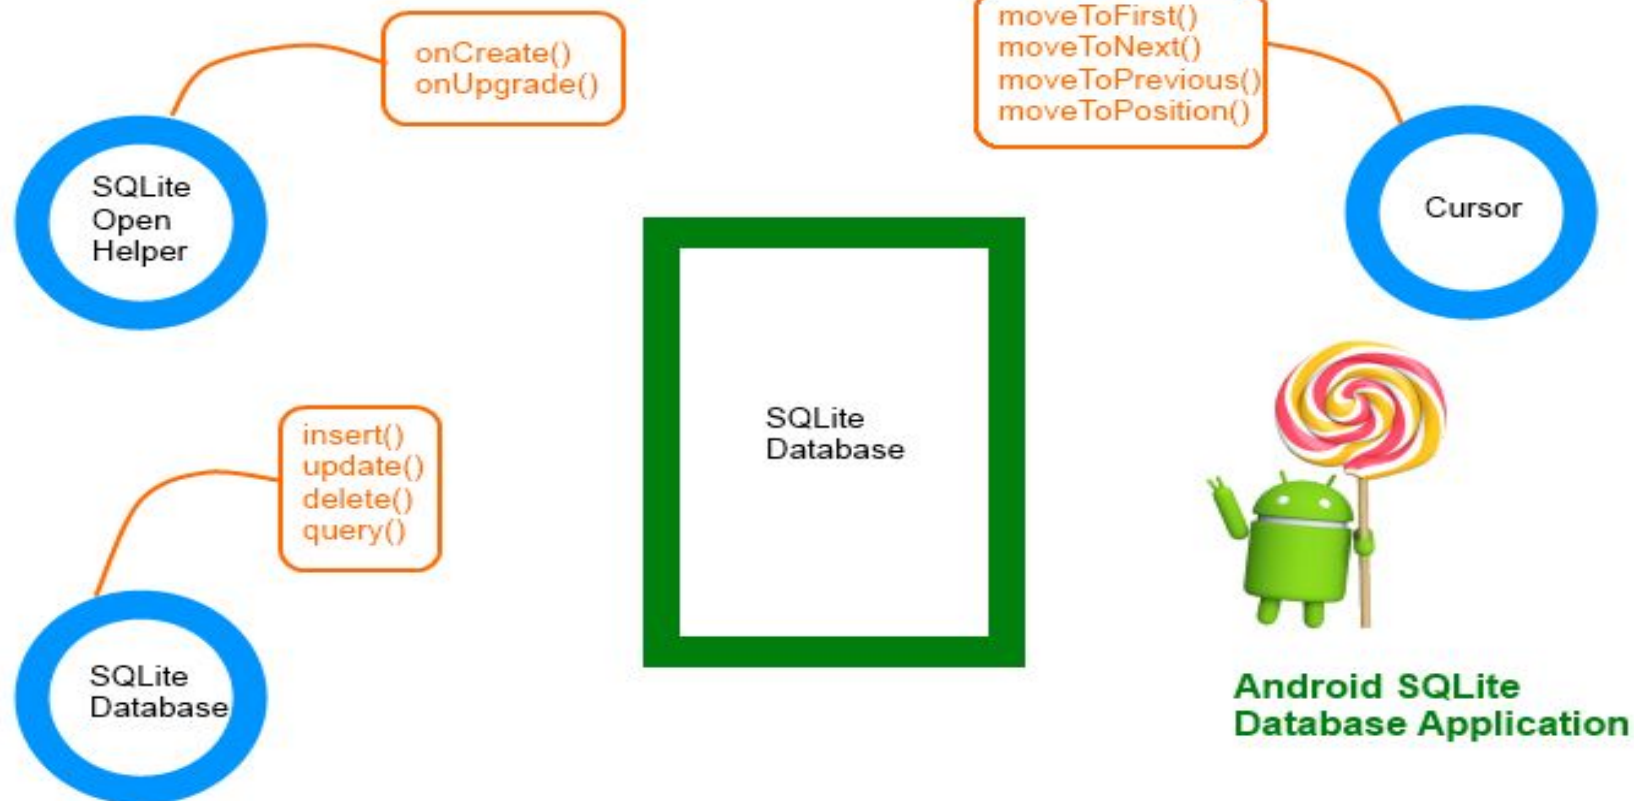 onCreate()
onUpgrade()
moveToFirst()
moveToNext()
moveToPrevious()
moveToPosition()
SQLite
Open
Helper
Cursor
SQLite
Database
insert()
update()
delete()
query()
SQLite
Database
Android SQLite
Database Application